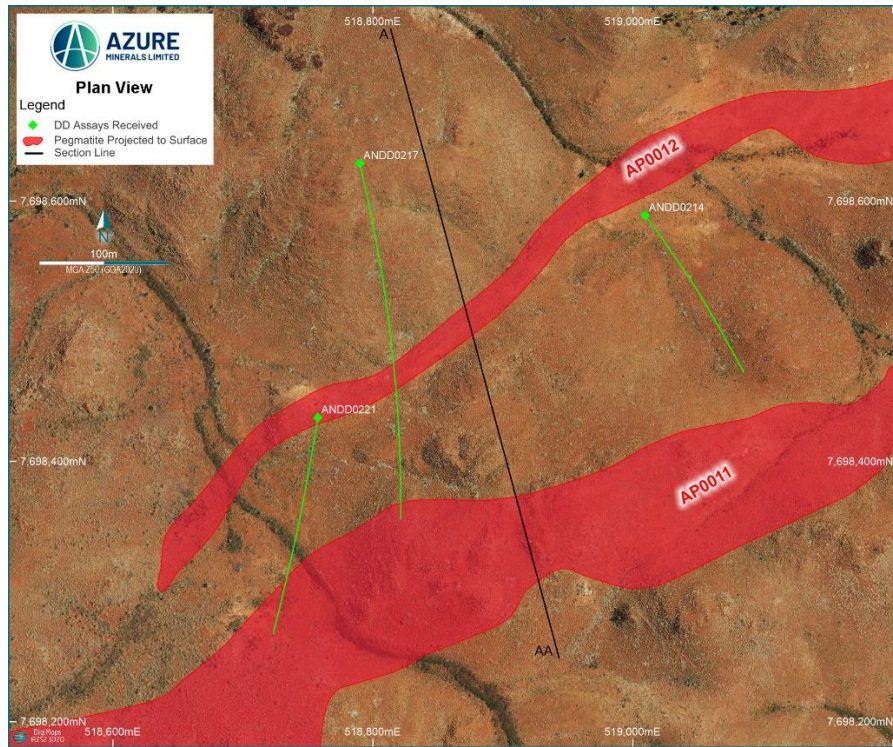 AZURE
MINERALS LIMITED
Plan View
Legend
DD Assays Received
Pegmatite Projected to Surface
Section Line
N
100m
MGA Z50 (GDA2020)
518,800mE
519,000mE
A
ANDD0217
AP0012
7,698,600mN
7,698,600mN
ANDD0214
ANDD0221
7,698,400mN
7,698,400mN
AP0011
AA
7,698,200mN
7,698,200mN
DigMaps
518,600mE
518,800mE
519,000mE